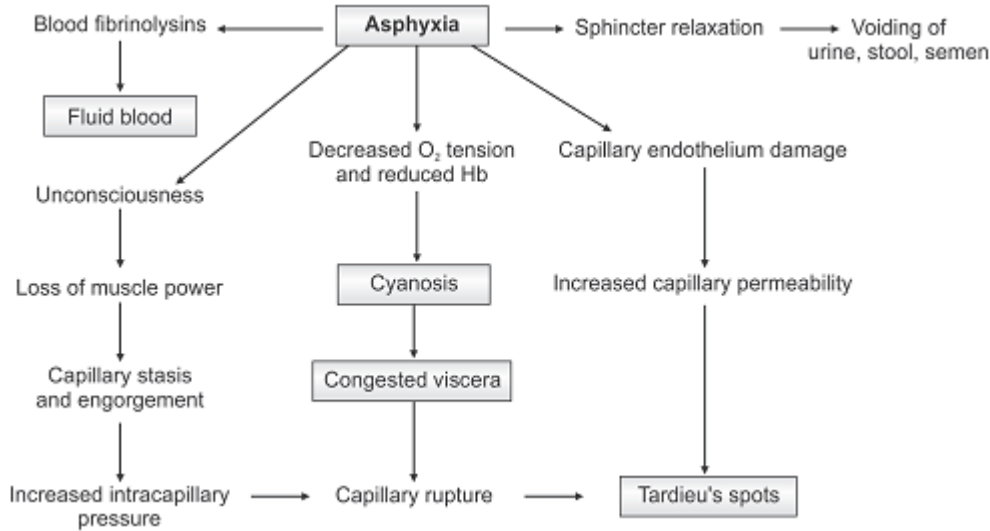 Blood fibrinolysins
Asphyxia
Sphincter relaxation
Voiding of
urine, stool, semen
Fluid blood
Decreased O₂ tension
and reduced Hb
Capillary endothelium damage
Unconsciousness
Loss of muscle power
Cyanosis
Increased capillary permeability
Capillary stasis
and engorgement
Congested viscera
Increased intracapillary
pressure
Capillary rupture
Tardieu's spots